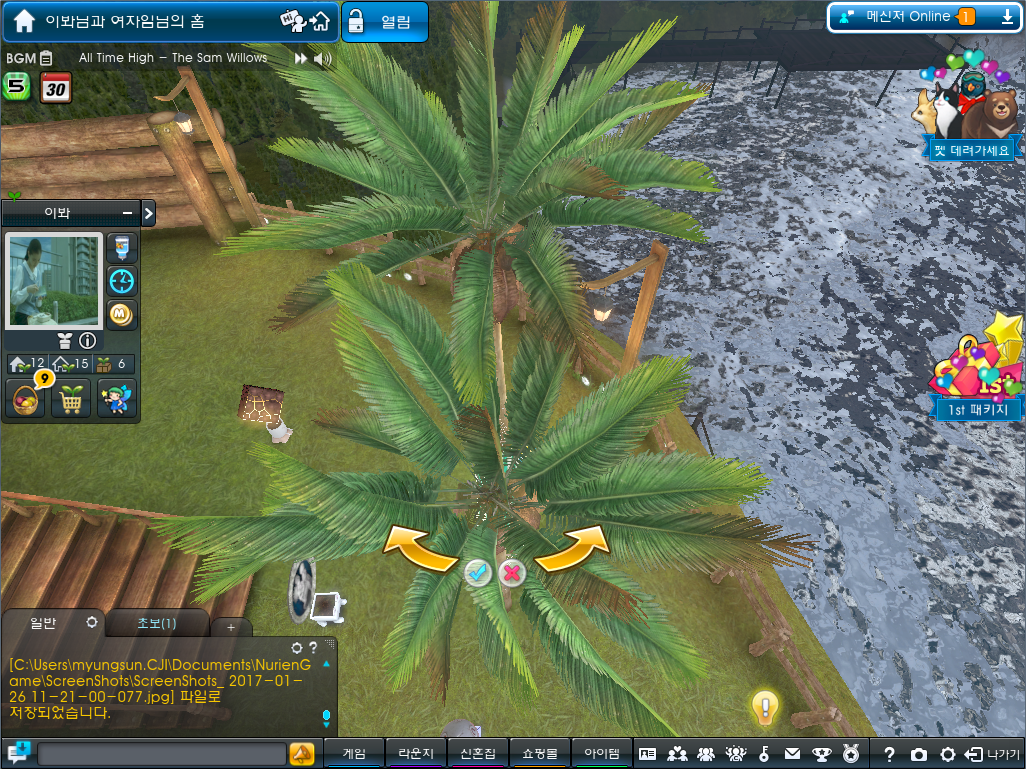 이봐님과 여자임님의 홈
열림
메신저 Online 1
BGM
All Time High – The Sam Willows
5
30
펫 데려가세요
이봐
M
12
15
6
9
1st
1st 패키지
일반
초보(1)
+
?
[C:\Users\myungsun.CJI\Documents\NurienG
ame\ScreenShots\ScreenShots_ 2017-01-
26 11-21-00-077.jpg] 파일로
저장되었습니다.
게임
라운지
신혼집
쇼핑몰
아이템
?
나가기